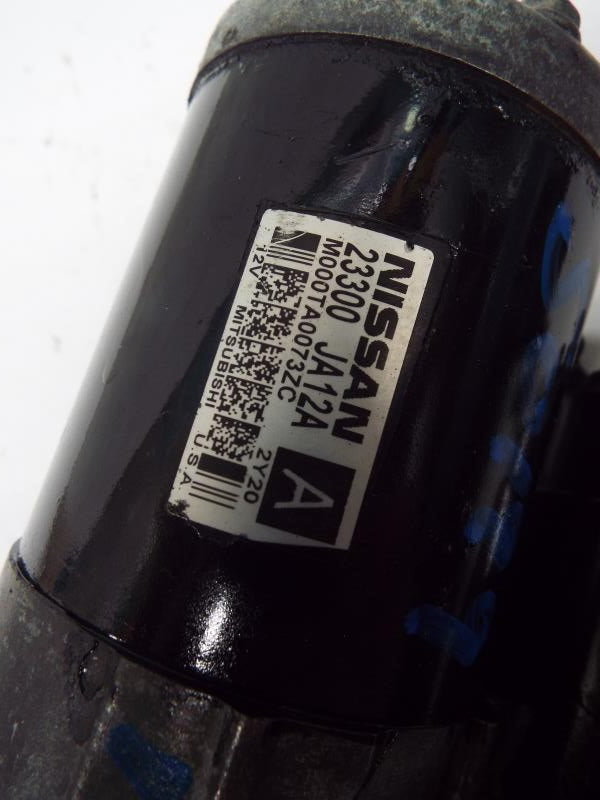 NISSAN
23300 JA12A
M000TA0073ZC 2Y20
A
12V MITSUBISHI U.S.A.